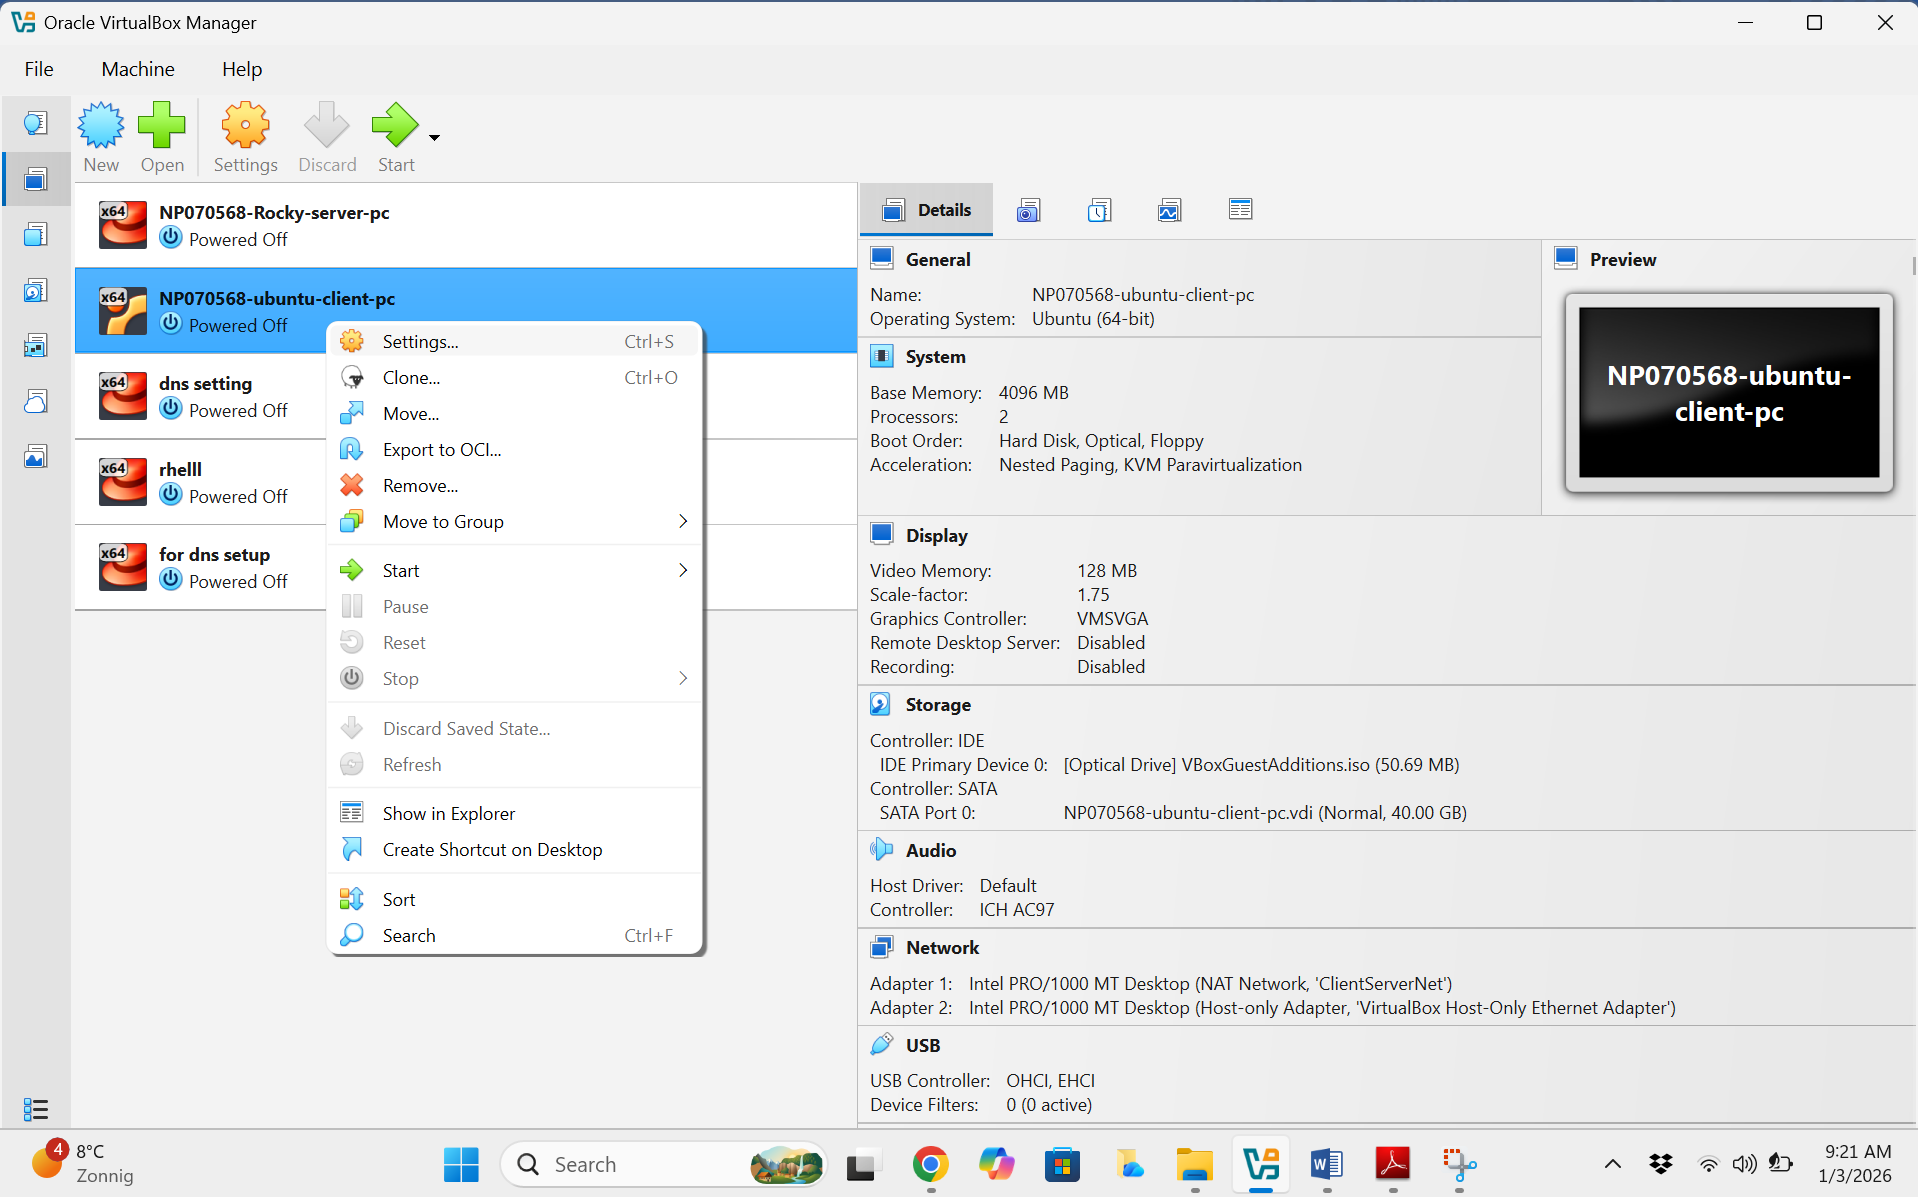 Oracle VirtualBox Manager
File Machine Help
New Open Settings Discard Start
x64 NP070568-Rocky-server-pc
Powered Off
x64 NP070568-ubuntu-client-pc
Powered Off
x64 dns setting
Powered Off
x64 rhelll
Powered Off
x64 for dns setup
Powered Off
Settings... Ctrl+S
Clone... Ctrl+O
Move...
Export to OCI...
Remove...
Move to Group
Start
Pause
Reset
Stop
Discard Saved State...
Refresh
Show in Explorer
Create Shortcut on Desktop
Sort
Search Ctrl+F
Details
General
Name: NP070568-ubuntu-client-pc
Operating System: Ubuntu (64-bit)
System
Base Memory: 4096 MB
Processors: 2
Boot Order: Hard Disk, Optical, Floppy
Acceleration: Nested Paging, KVM Paravirtualization
Preview
NP070568-ubuntu-
client-pc
Display
Video Memory: 128 MB
Scale-factor: 1.75
Graphics Controller: VMSVGA
Remote Desktop Server: Disabled
Recording: Disabled
Storage
Controller: IDE
IDE Primary Device 0: [Optical Drive] VBoxGuestAdditions.iso (50.69 MB)
Controller: SATA
SATA Port 0: NP070568-ubuntu-client-pc.vdi (Normal, 40.00 GB)
Audio
Host Driver: Default
Controller: ICH AC97
Network
Adapter 1: Intel PRO/1000 MT Desktop (NAT Network, 'ClientServerNet')
Adapter 2: Intel PRO/1000 MT Desktop (Host-only Adapter, 'VirtualBox Host-Only Ethernet Adapter')
USB
USB Controller: OHCI, EHCI
Device Filters: 0 (0 active)
4 8°C
Zonnig
Search
9:21 AM
1/3/2026